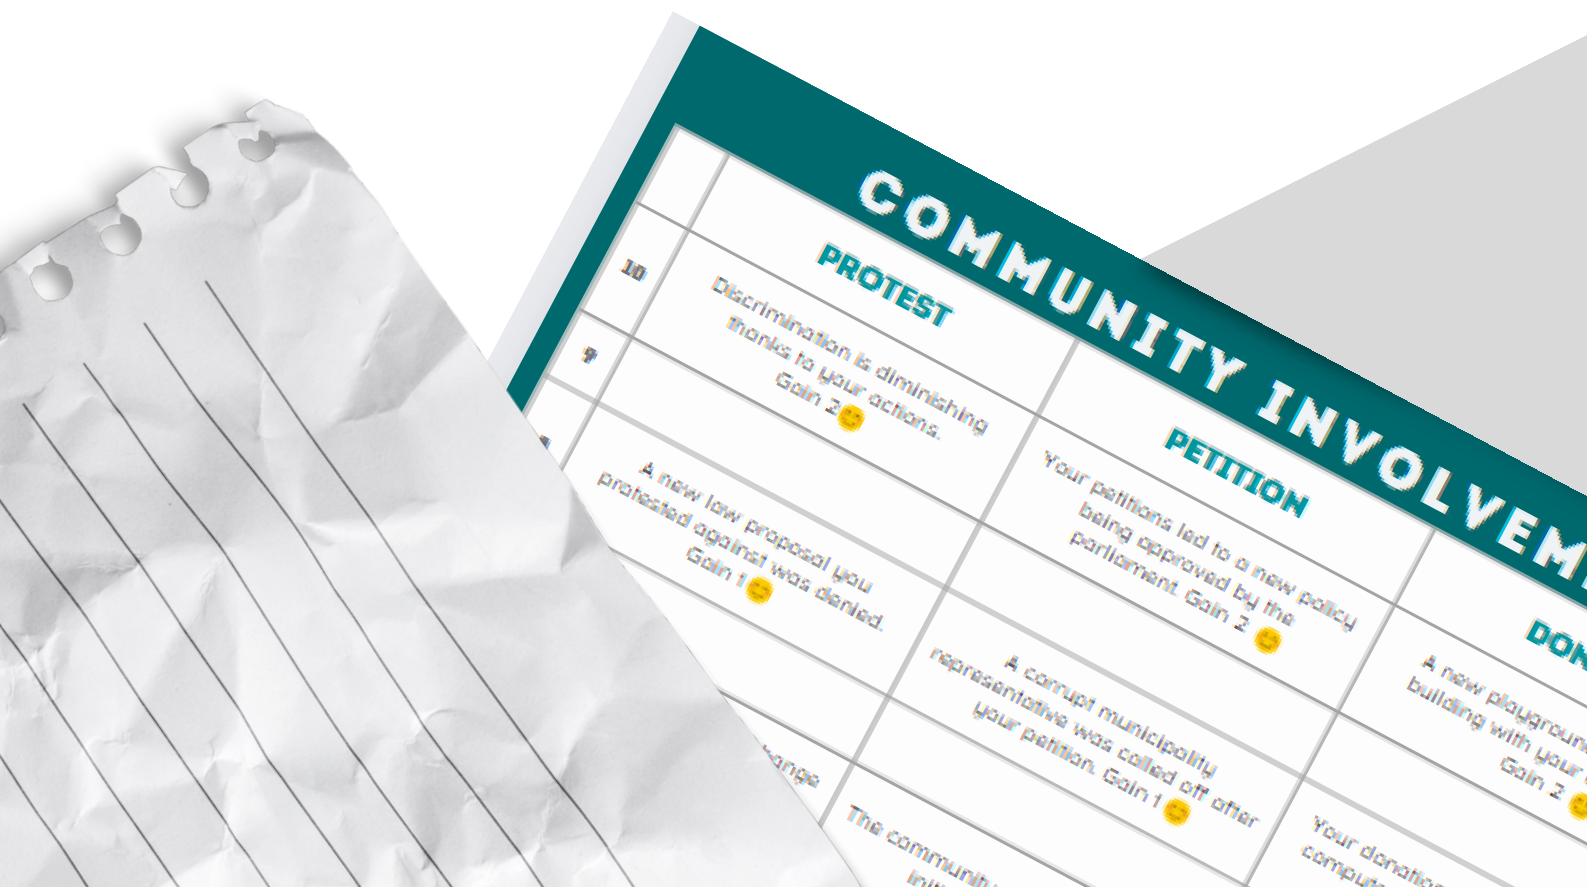 COMMUNITY INVOLVEM
PROTEST
PETITION
DON
10
Discrimination is diminishing
thanks to your actions.
Gain 2
Your petitions led to a new policy
being approved by the
parliament. Gain 2
A new playground
building with your
Gain 2
9
A new law proposal you
protested against was denied.
Gain 1
A corrupt municipality
representative was called off after
your petition. Gain 1
Your donation
The community